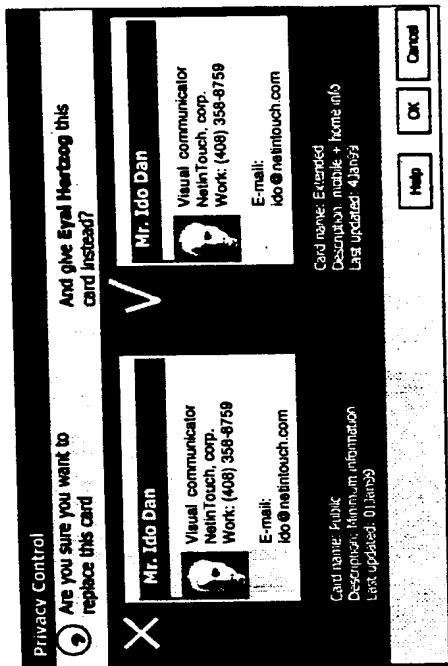 Privacy Control
? Are you sure you want to
replace this card
And give Eyal Hertzog this
card instead?
Mr. Ido Dan
Visual communicator
NetinTouch, corp.
Work: (408) 358-8759
E-mail:
ido@netintouch.com
Card name: Public
Description: Minimum information
Last updated: 01Jan99
Mr. Ido Dan
Visual communicator
NetinTouch, corp.
Work: (408) 358-8759
E-mail:
ido@netintouch.com
Card name: Extended
Description: mobile + home info
Last updated: 4Jan99
Help
OK
Cancel